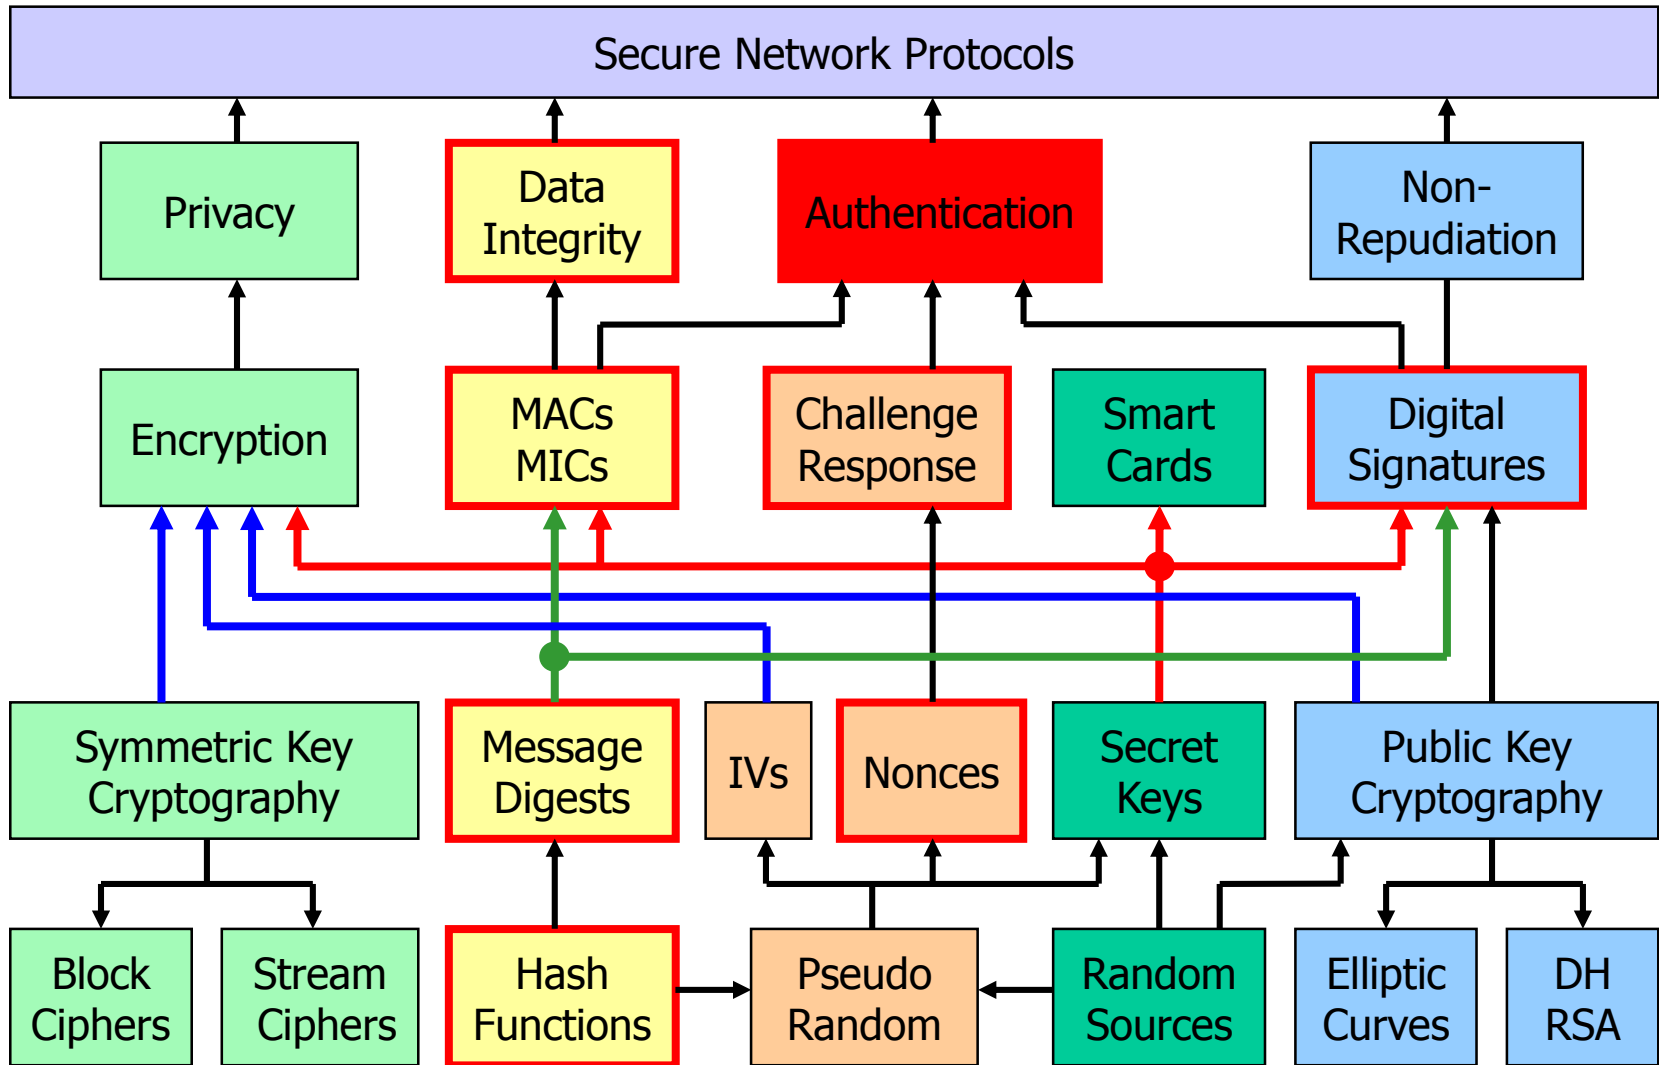 Secure Network Protocols
Privacy
Data
Integrity
Authentication
Non-
Repudiation
Encryption
MACs
MICs
Challenge
Response
Smart
Cards
Digital
Signatures
Symmetric Key
Cryptography
Message
Digests
IVs
Nonces
Secret
Keys
Public Key
Cryptography
Block
Ciphers
Stream
Ciphers
Hash
Functions
Pseudo
Random
Random
Sources
Elliptic
Curves
DH
RSA